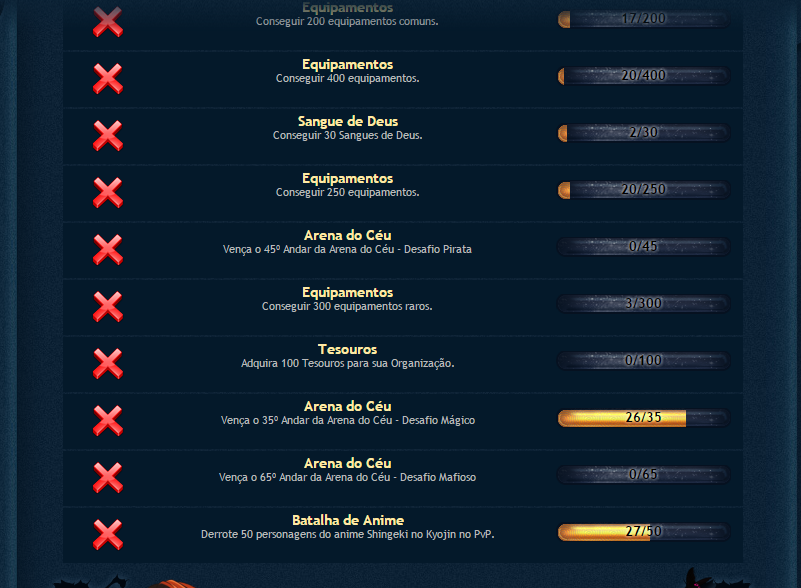 Equipamentos
Conseguir 200 equipamentos comuns.
17/200
Equipamentos
Conseguir 400 equipamentos.
20/400
Sangue de Deus
Conseguir 30 Sangues de Deus.
2/30
Equipamentos
Conseguir 250 equipamentos.
20/250
Arena do Céu
Vença o 45º Andar da Arena do Céu - Desafio Pirata
0/45
Equipamentos
Conseguir 300 equipamentos raros.
3/300
Tesouros
Adquira 100 Tesouros para sua Organização.
0/100
Arena do Céu
Vença o 35º Andar da Arena do Céu - Desafio Mágico
26/35
Arena do Céu
Vença o 65º Andar da Arena do Céu - Desafio Mafioso
0/65
Batalha de Anime
Derrote 50 personagens do anime Shingeki no Kyojin no PvP.
27/50